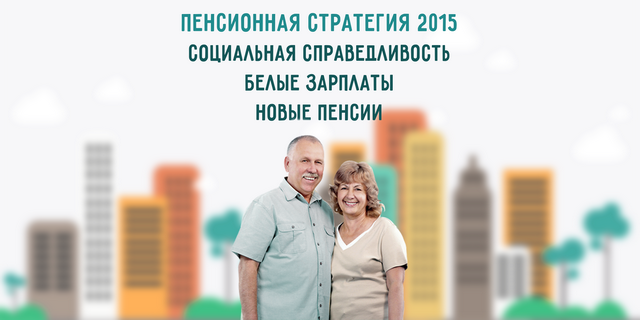 ПЕНСИОННАЯ СТРАТЕГИЯ 2015
СОЦИАЛЬНАЯ СПРАВЕДЛИВОСТЬ
БЕЛЫЕ ЗАРПЛАТЫ
НОВЫЕ ПЕНСИИ